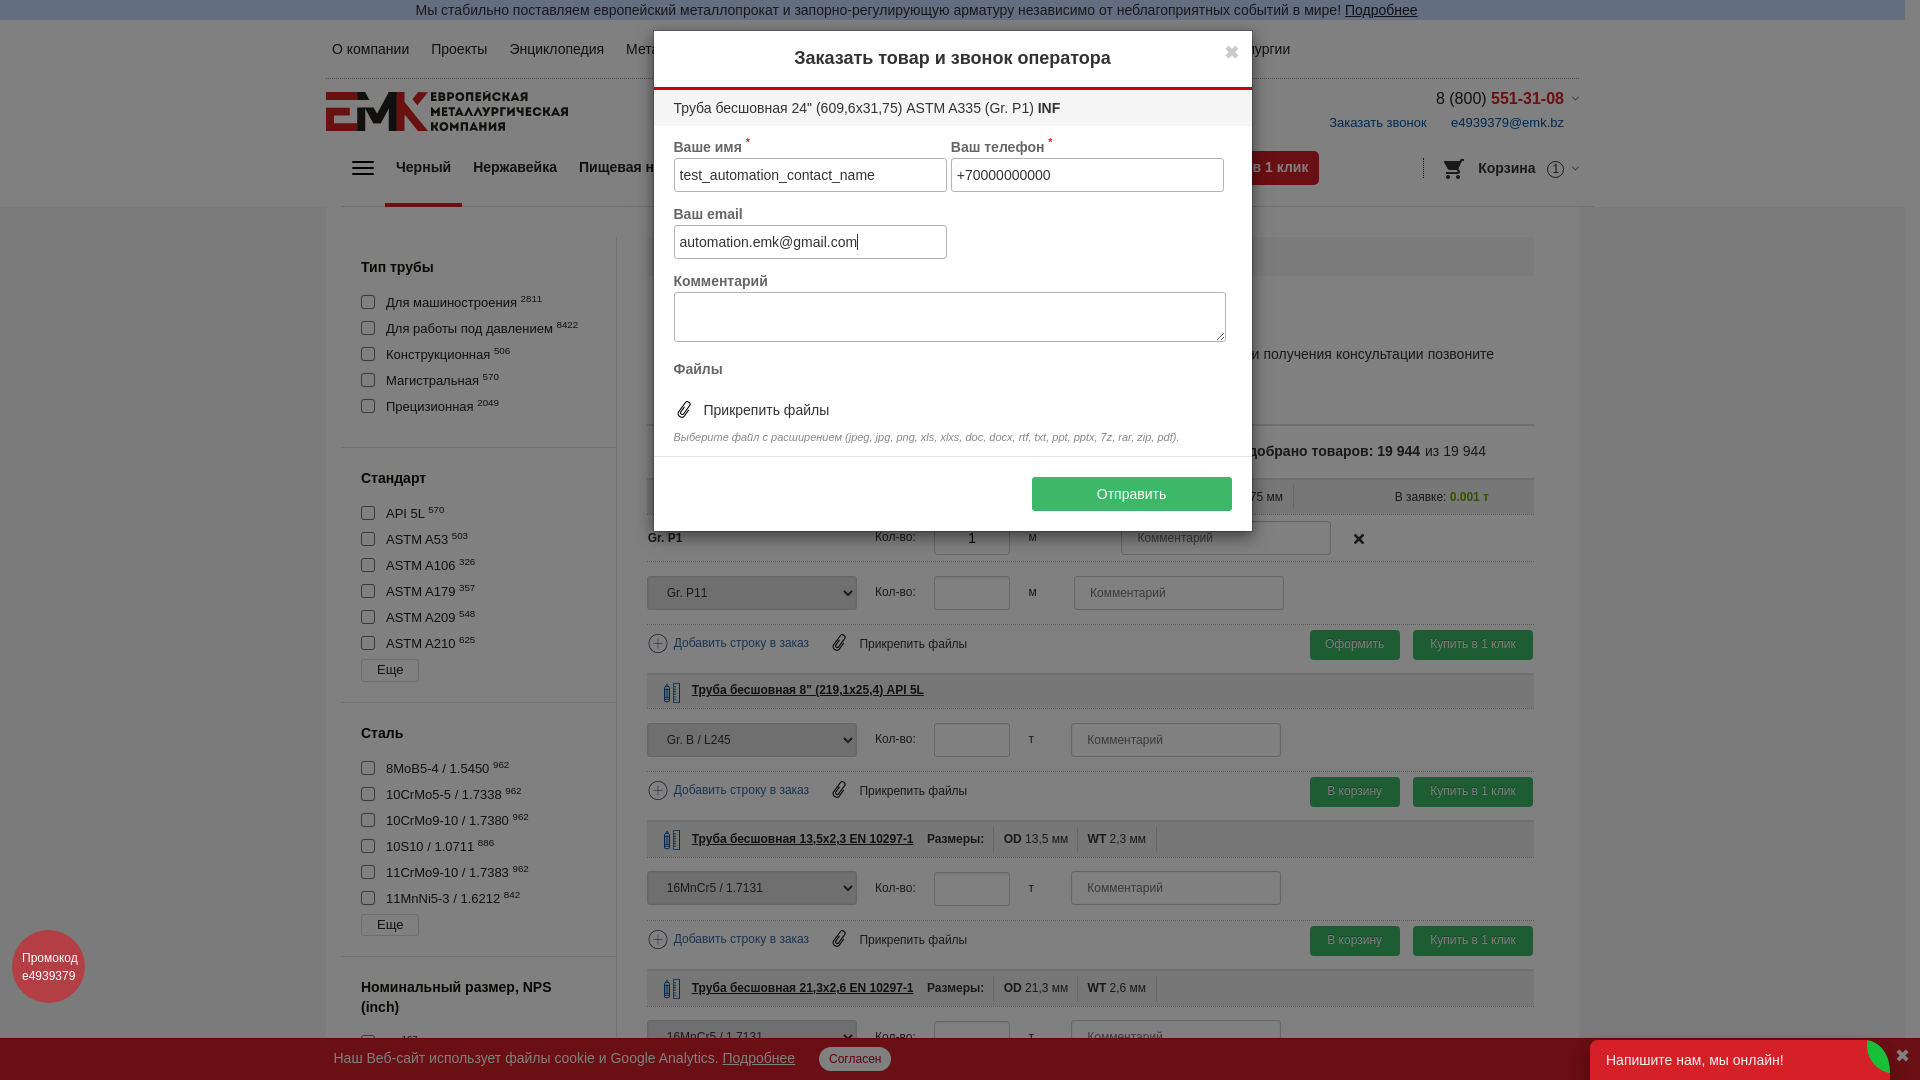 Мы стабильно поставляем европейский металлопрокат и запорно-регулирующую арматуру независимо от неблагоприятных событий в мире! Подробнее
О компании Проекты Энциклопедия
ЕВРОПЕЙСКАЯ
МЕТАЛЛУРГИЧЕСКАЯ
КОМПАНИЯ
EMK
8 (800) 551-31-08
Заказать звонок e4939379@emk.bz
Черный Нержавейка Пищевая
в 1 клик
Корзина 1
Заказать товар и звонок оператора
Труба бесшовная 24" (609,6x31,75) ASTM A335 (Gr. P1) INF
Ваше имя * Ваш телефон *
test_automation_contact_name +70000000000
Ваш email
automation.emk@gmail.com
Комментарий
Файлы
Прикрепить файлы
Выберите файл с расширением (jpeg, jpg, png, xls, xlxs, doc, docx, rtf, txt, ppt, pptx, 7z, rar, zip, pdf).
Отправить
Тип трубы
Для машиностроения 2811
Для работы под давлением 8422
Конструкционная 506
Магистральная 570
Прецизионная 2049
Стандарт
API 5L 570
ASTM A53 503
ASTM A106 326
ASTM A179 357
ASTM A209 548
ASTM A210 625
Еще
Сталь
8MoB5-4 / 1.5450 962
10CrMo5-5 / 1.7338 962
10CrMo9-10 / 1.7380 962
10S10 / 1.0711 886
11CrMo9-10 / 1.7383 962
11MnNi5-3 / 1.6212 842
Еще
Номинальный размер, NPS
(inch)
и получения консультации позвоните
добрано товаров: 19 944 из 19 944
75 мм В заявке: 0.001 т
Gr. P1 Кол-во: 1 м Комментарий
Gr. P11 Кол-во: м Комментарий
Добавить строку в заказ Прикрепить файлы Оформить Купить в 1 клик
Труба бесшовная 8" (219,1x25,4) API 5L
Gr. B / L245 Кол-во: т Комментарий
Добавить строку в заказ Прикрепить файлы В корзину Купить в 1 клик
Труба бесшовная 13,5x2,3 EN 10297-1 Размеры: OD 13,5 мм WT 2,3 мм
16MnCr5 / 1.7131 Кол-во: т Комментарий
Добавить строку в заказ Прикрепить файлы В корзину Купить в 1 клик
Труба бесшовная 21,3x2,6 EN 10297-1 Размеры: OD 21,3 мм WT 2,6 мм
16MnCr5 / 1.7131 Кол-во: т Комментарий
Промокод
e4939379
Наш Веб-сайт использует файлы cookie и Google Analytics. Подробнее Согласен
Напишите нам, мы онлайн!